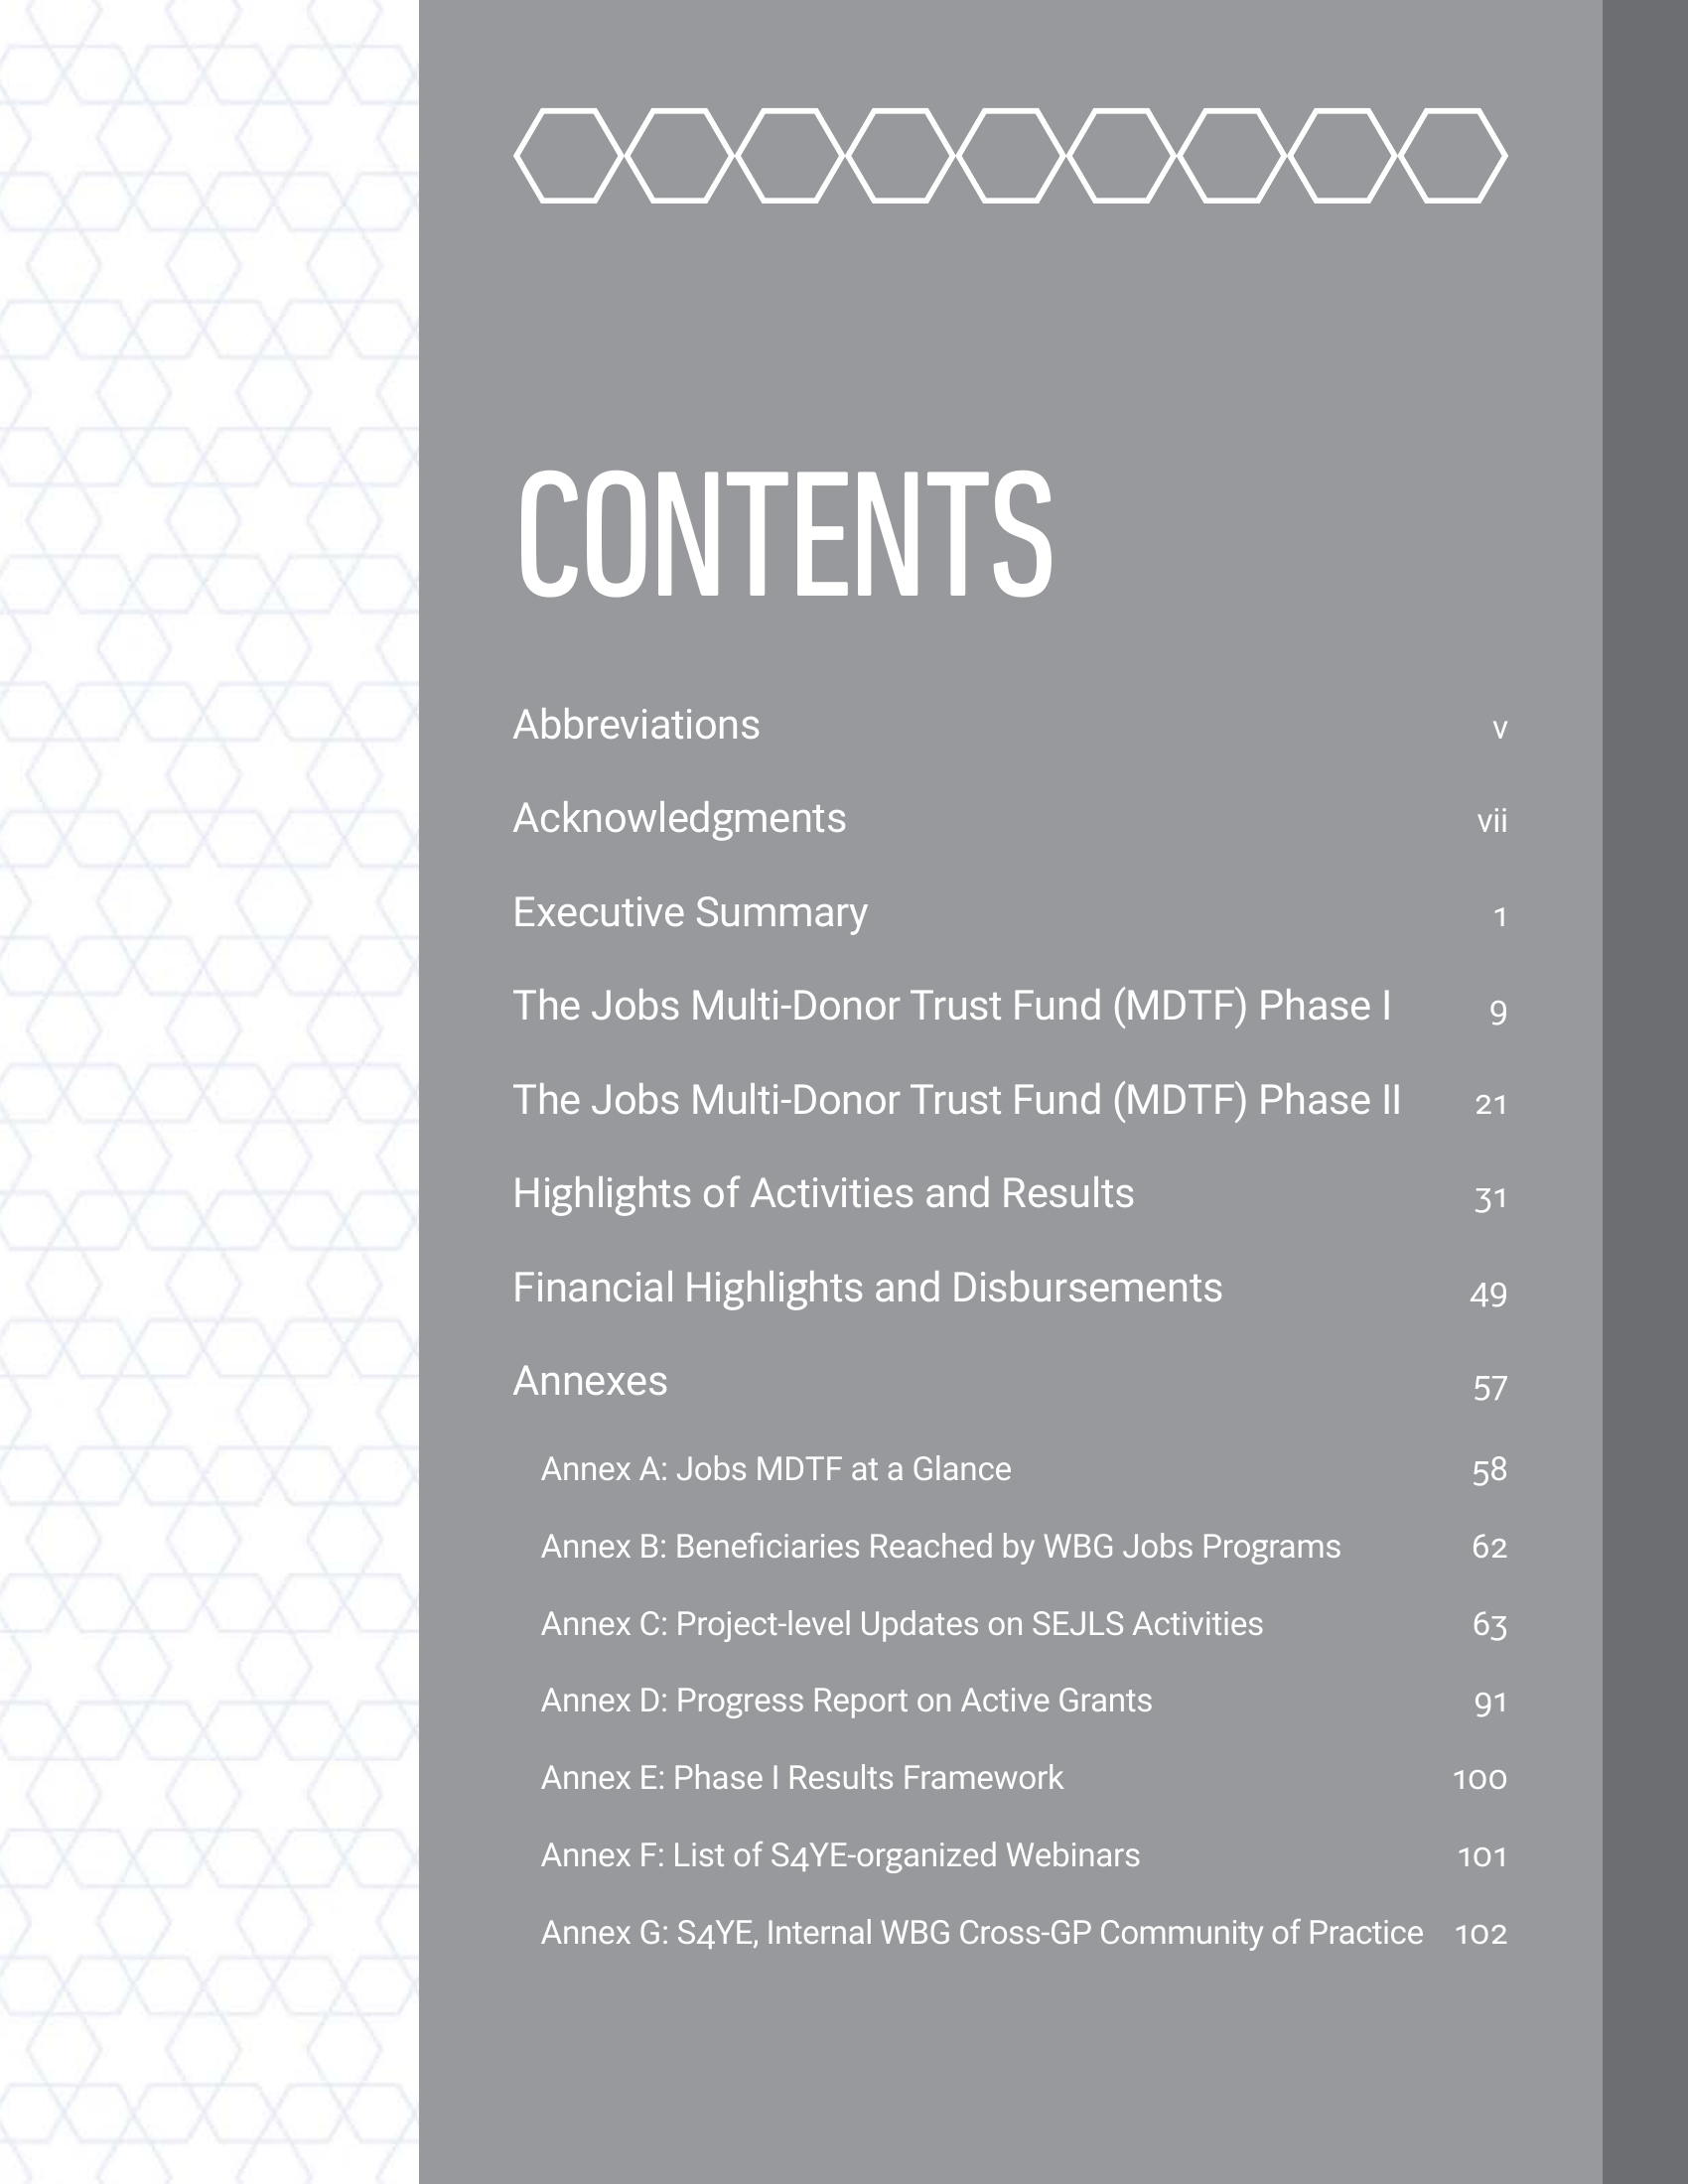 CONTENTS
Abbreviations v
Acknowledgments vii
Executive Summary 1
The Jobs Multi-Donor Trust Fund (MDTF) Phase I 9
The Jobs Multi-Donor Trust Fund (MDTF) Phase II 21
Highlights of Activities and Results 31
Financial Highlights and Disbursements 49
Annexes 57
Annex A: Jobs MDTF at a Glance 58
Annex B: Beneficiaries Reached by WBG Jobs Programs 62
Annex C: Project-level Updates on SEJLS Activities 63
Annex D: Progress Report on Active Grants 91
Annex E: Phase I Results Framework 100
Annex F: List of S4YE-organized Webinars 101
Annex G: S4YE, Internal WBG Cross-GP Community of Practice 102